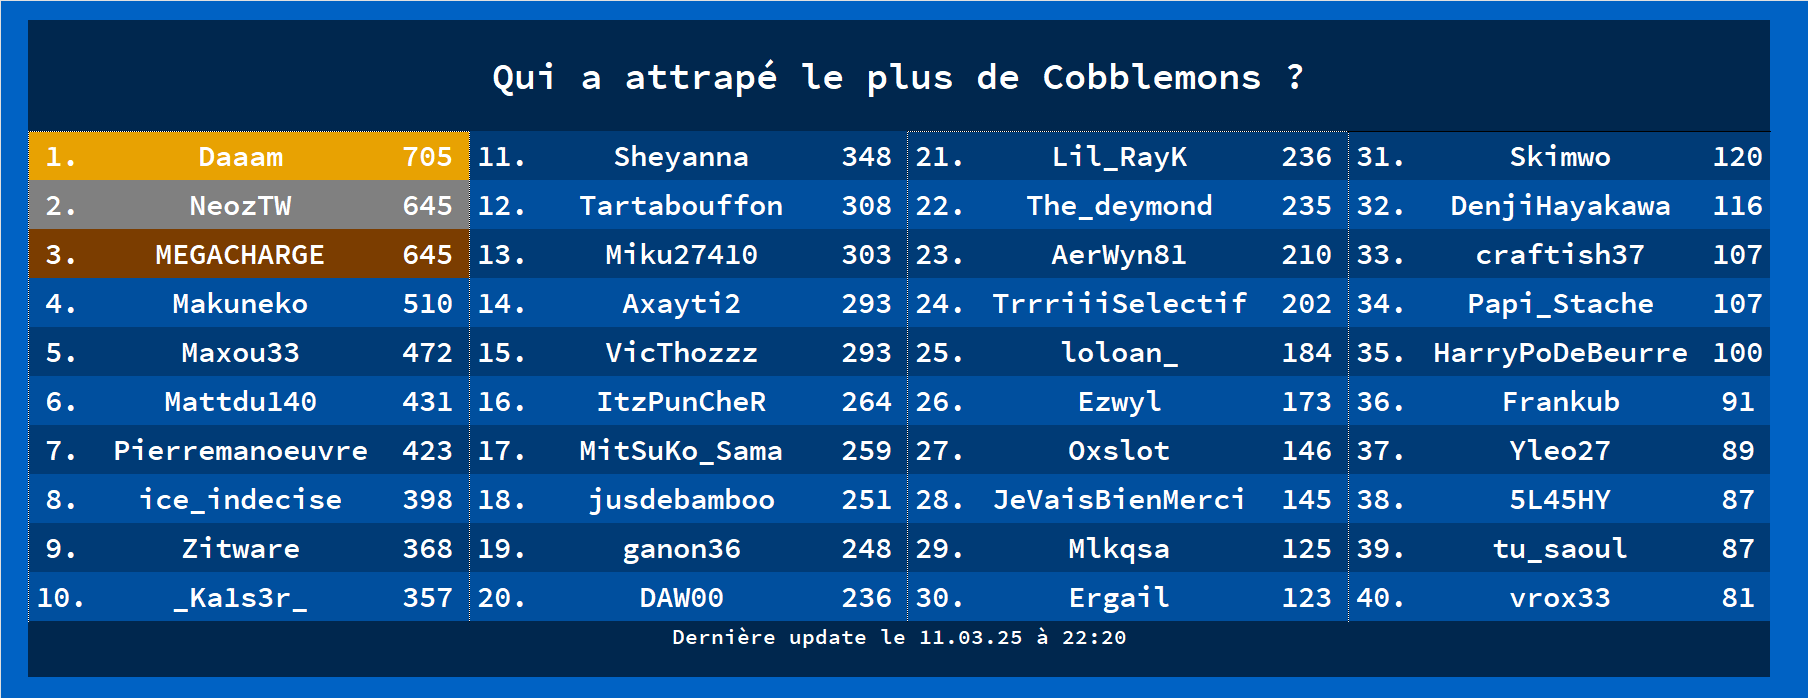 Qui a attrapé le plus de Cobblemons ?
1. Daaam 705
2. NeozTW 645
3. MEGACHARGE 645
4. Makuneko 510
5. Maxou33 472
6. Mattdu140 431
7. Pierremanoeuvre 423
8. ice_indecise 398
9. Zitware 368
10. _Ka1s3r_ 357
11. Sheyanna 348
12. Tartabouffon 308
13. Miku27410 303
14. Axayti2 293
15. VicThozzz 293
16. ItzPunCheR 264
17. MitSuKo_Sama 259
18. jusdebamboo 251
19. ganon36 248
20. DAW00 236
21. Lil_RayK 236
22. The_deymond 235
23. AerWyn81 210
24. TrrriiiSelectif 202
25. loloan_ 184
26. Ezwyl 173
27. Oxslot 146
28. JeVaisBienMerci 145
29. Mlkqsa 125
30. Ergail 123
31. Skimwo 120
32. DenjiHayakawa 116
33. craftish37 107
34. Papi_Stache 107
35. HarryPoDeBeurre 100
36. Frankub 91
37. Yleo27 89
38. 5L45HY 87
39. tu_saoul 87
40. vrox33 81
Dernière update le 11.03.25 à 22:20